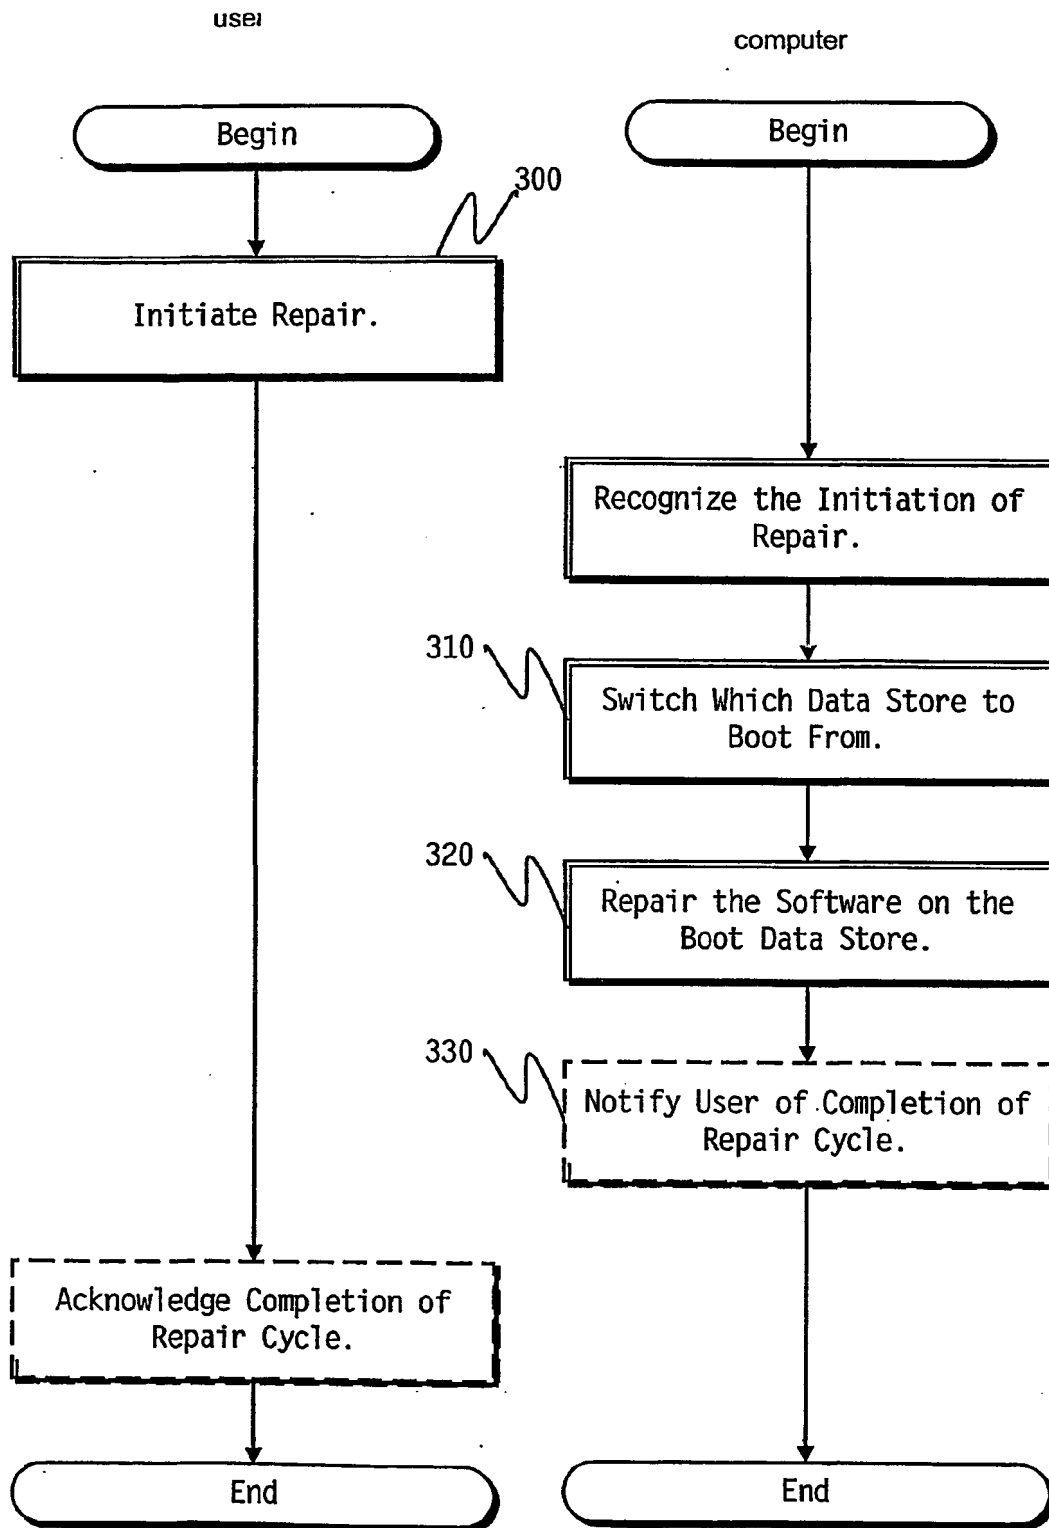 user
computer
Begin
Begin
300
Initiate Repair.
Recognize the Initiation of
Repair.
310
Switch Which Data Store to
Boot From.
320
Repair the Software on the
Boot Data Store.
330
Notify User of Completion of
Repair Cycle.
Acknowledge Completion of
Repair Cycle.
End
End